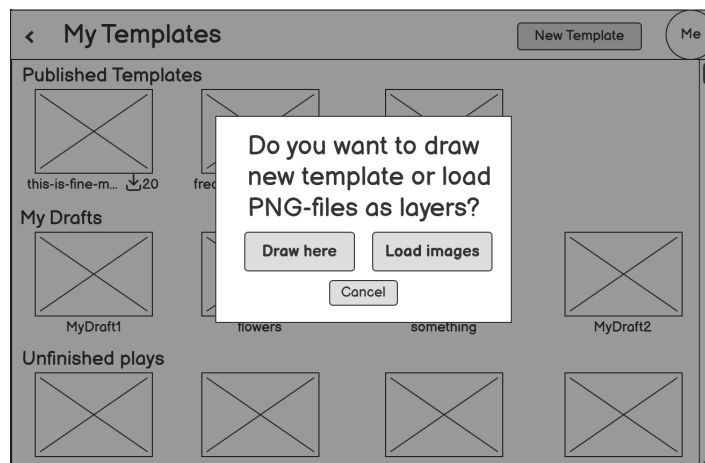 ‹ My Templates
New Template
Me
Published Templates
this-is-fine-m... 20
Do you want to draw
new template or load
PNG-files as layers?
Draw here
Load images
Cancel
My Drafts
MyDraft1
flowers
something
MyDraft2
Unfinished plays